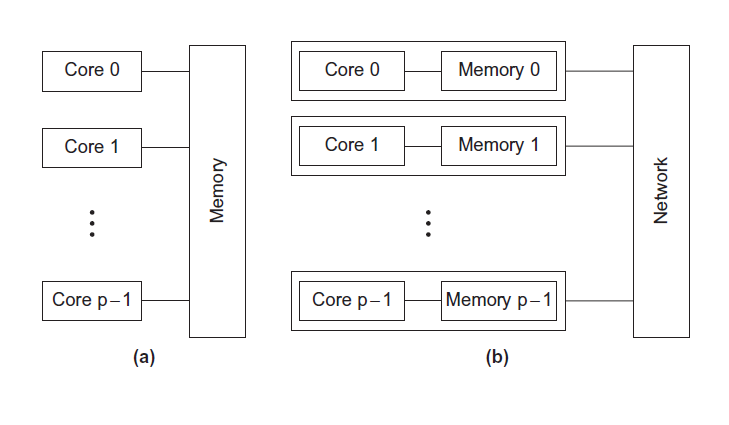 Core 0
Core 1
Core p–1
Memory
(a)
Core 0
Memory 0
Core 1
Memory 1
Core p–1
Memory p–1
Network
(b)